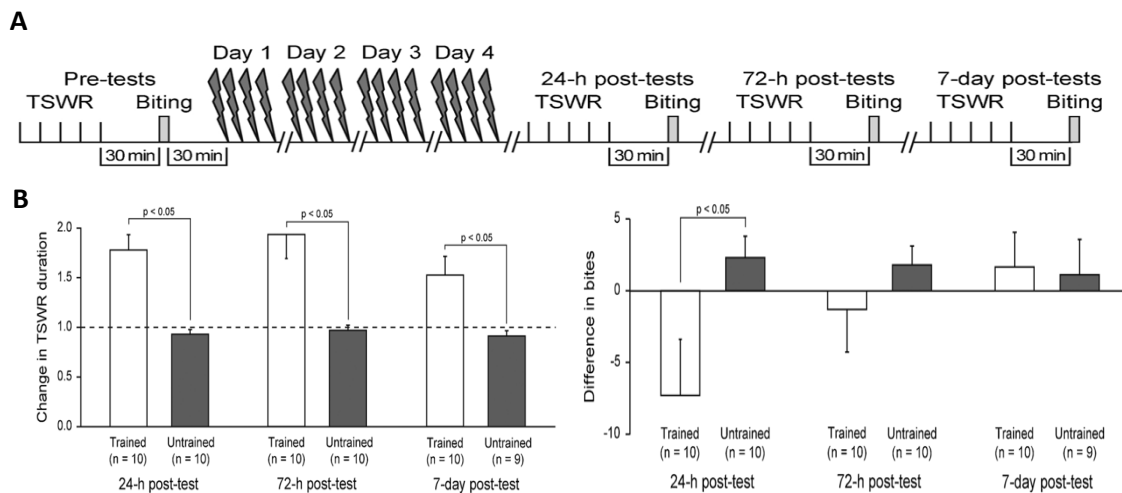 A
Day 1 Day 2 Day 3 Day 4
Pre-tests 24-h post-tests 72-h post-tests 7-day post-tests
TSWR Biting TSWR Biting TSWR Biting TSWR Biting
30 min 30 min 30 min 30 min 30 min
B
Change in TSWR duration
2.0
1.5
1.0
0.5
0.0
p < 0.05 p < 0.05 p < 0.05
Trained Untrained Trained Untrained Trained Untrained
(n = 10) (n = 10) (n = 10) (n = 10) (n = 10) (n = 9)
24-h post-test 72-h post-test 7-day post-test
Difference in bites
5
0
-5
-10
p < 0.05
Trained Untrained Trained Untrained Trained Untrained
(n = 10) (n = 10) (n = 10) (n = 10) (n = 10) (n = 9)
24-h post-test 72-h post-test 7-day post-test